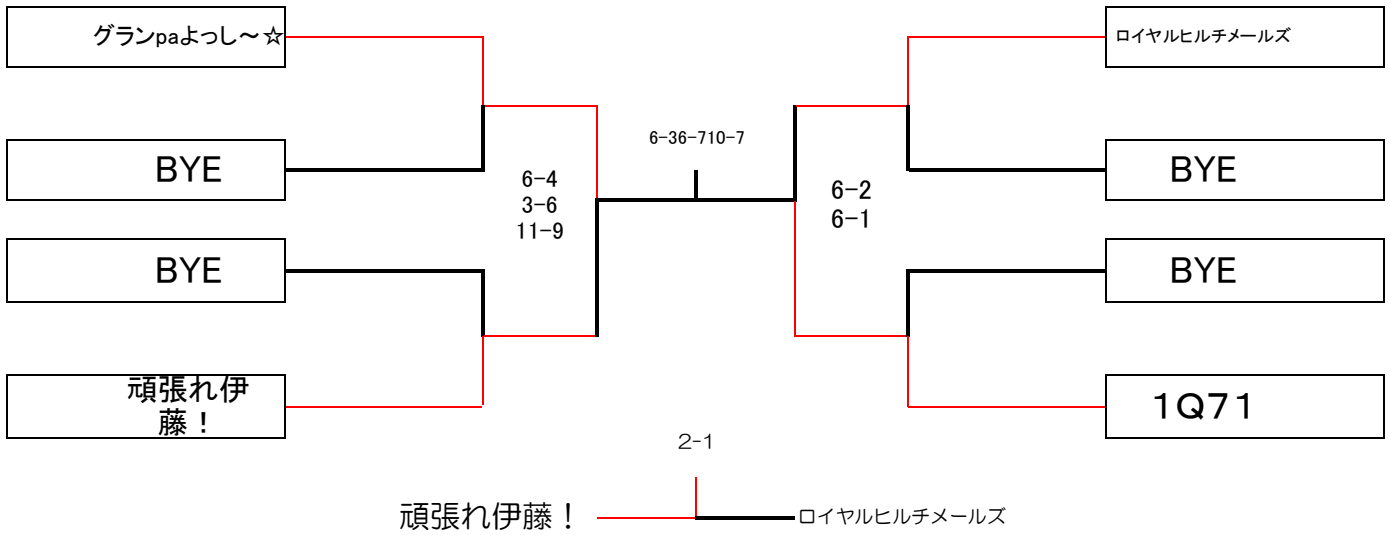 グランpaよっし～☆
ロイヤルヒルチメールズ
6-36-710-7
BYE
BYE
6-4
3-6
11-9
6-2
6-1
BYE
BYE
頑張れ伊
藤！
1Q71
2-1
頑張れ伊藤！
ロイヤルヒルチメールズ